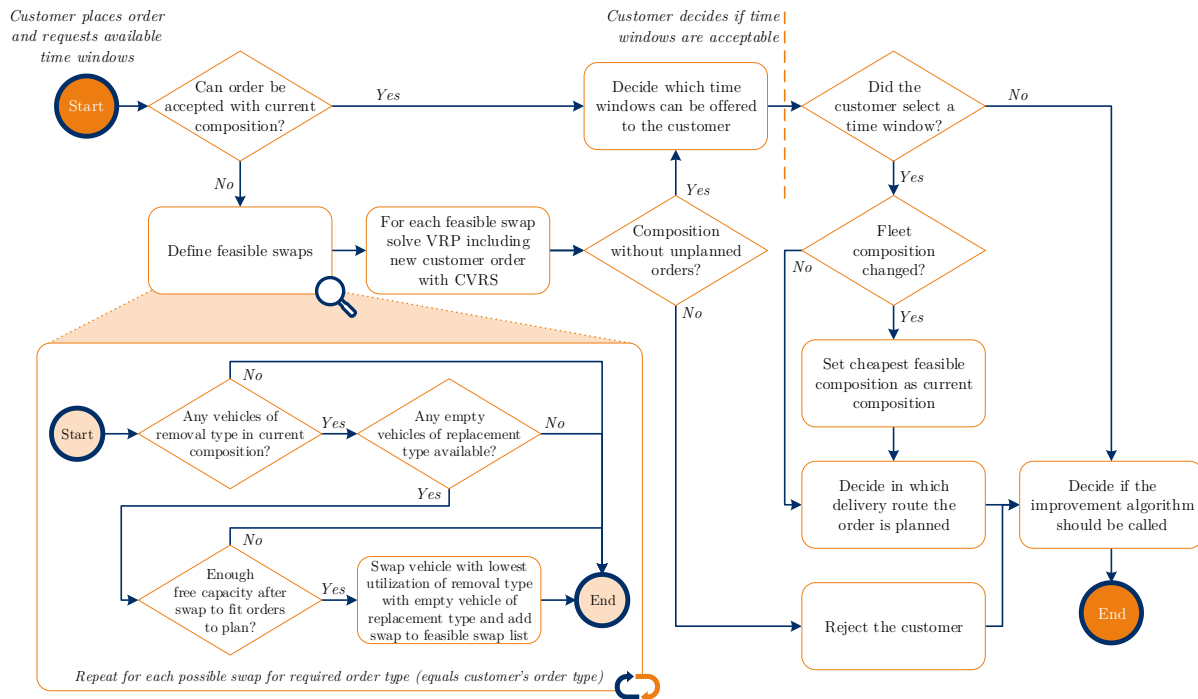 Customer places order
and requests available
time windows
Customer decides if time
windows are acceptable
Start
Can order be
accepted with current
composition?
Yes
Decide which time
windows can be offered
to the customer
Did the
customer select a
time window?
No
No
Yes
Yes
Define feasible swaps
For each feasible swap
solve VRP including
new customer order
with CVRS
Composition
without unplanned
orders?
Fleet
composition
changed?
No
No
Yes
Set cheapest feasible
composition as current
composition
Decide in which
delivery route the
order is planned
Decide if the
improvement algorithm
should be called
Reject the customer
End
No
Start
Any vehicles of
removal type in current
composition?
Yes
Any empty
vehicles of replacement
type available?
No
Yes
No
Enough
free capacity after
swap to fit orders
to plan?
Yes
Swap vehicle with lowest
utilization of removal type
with empty vehicle of
replacement type and add
swap to feasible swap list
End
Repeat for each possible swap for required order type (equals customer's order type)